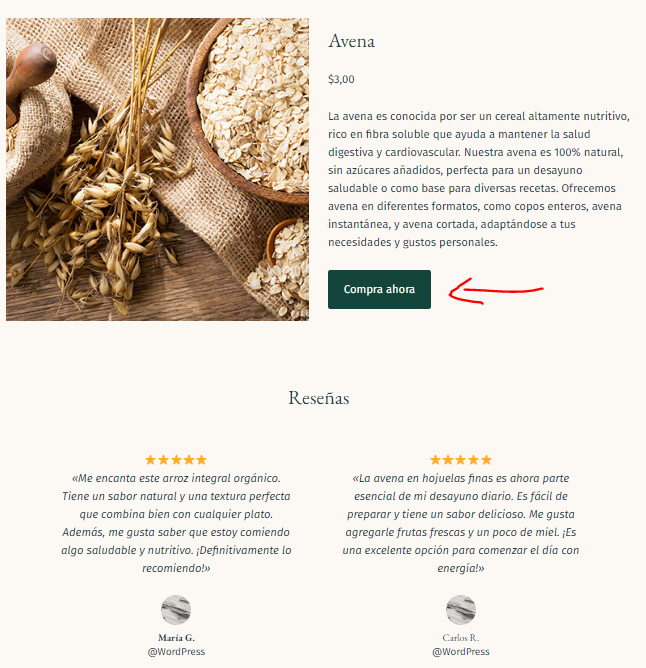 Avena
$3,00
La avena es conocida por ser un cereal altamente nutritivo,
rico en fibra soluble que ayuda a mantener la salud
digestiva y cardiovascular. Nuestra avena es 100% natural,
sin azúcares añadidos, perfecta para un desayuno
saludable o como base para diversas recetas. Ofrecemos
avena en diferentes formatos, como copos enteros, avena
instantánea, y avena cortada, adaptándose a tus
necesidades y gustos personales.
Compra ahora
Reseñas
«Me encanta este arroz integral orgánico.
Tiene un sabor natural y una textura perfecta
que combina bien con cualquier plato.
Además, me gusta saber que estoy comiendo
algo saludable y nutritivo. ¡Definitivamente lo
recomiendo!»
María G.
@WordPress
«La avena en hojuelas finas es ahora parte
esencial de mi desayuno diario. Es fácil de
preparar y tiene un sabor delicioso. Me gusta
agregarle frutas frescas y un poco de miel. ¡Es
una excelente opción para comenzar el día con
energía!»
Carlos R.
@WordPress